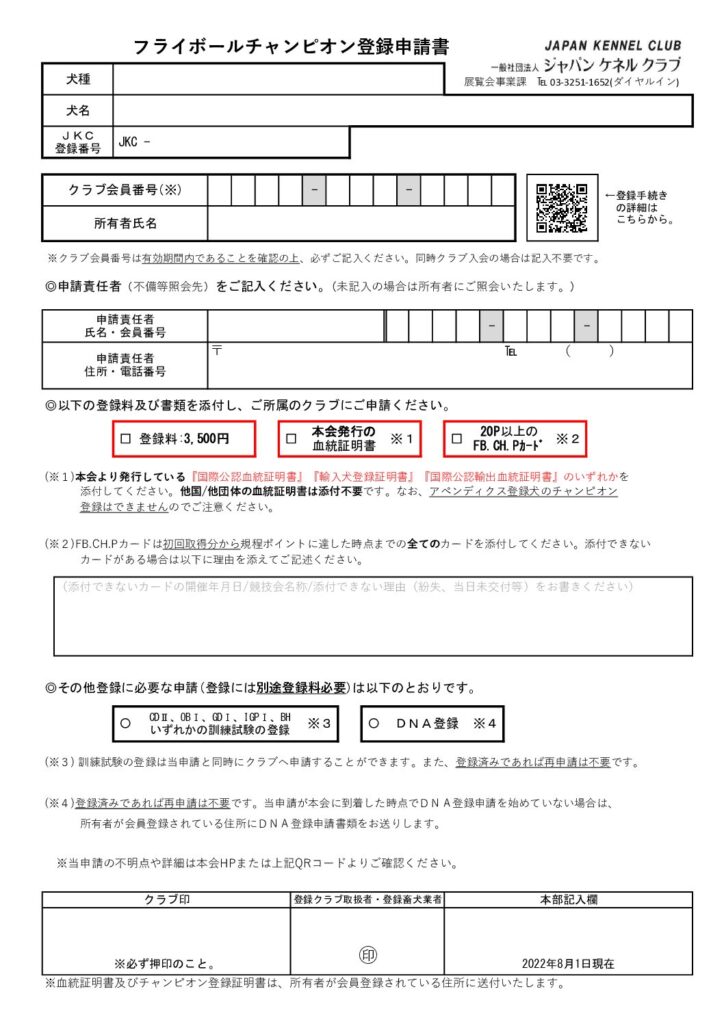 フライボールチャンピオン登録申請書
JAPAN KENNEL CLUB
一般社団法人 ジャパン ケネル クラブ
展覧会事業課 ℡ 03-3251-1652(ダイヤルイン)
犬種
犬名
ＪＫＣ
登録番号
JKC －
クラブ会員番号(※)
－
－
所有者氏名
←登録手続き
の詳細は
こちらから。
※クラブ会員番号は有効期間内であることを確認の上、必ずご記入ください。同時クラブ入会の場合は記入不要です。
◎申請責任者（不備等照会先）をご記入ください。（未記入の場合は所有者にご照会いたします。）
申請責任者
氏名・会員番号
－
－
申請責任者
住所・電話番号
〒
℡ （ ）
◎以下の登録料及び書類を添付し、ご所属のクラブにご申請ください。
□ 登録料:3,500円
□ 本会発行の
血統証明書 ※１
□ 20P以上の
FB.CH.Pｶｰﾄﾞ ※２
(※１)本会より発行している『国際公認血統証明書』『輸入犬登録証明書』『国際公認輸出血統証明書』のいずれかを
添付してください。他国/他団体の血統証明書は添付不要です。なお、アペンディクス登録犬のチャンピオン
登録はできませんのでご注意ください。
(※２)FB.CH.Pカードは初回取得分から規程ポイントに達した時点までの全てのカードを添付してください。添付できない
カードがある場合は以下に理由を添えてご記述ください。
（添付できないカードの開催年月日/競技会名称/添付できない理由（紛失、当日未交付等）をお書きください）
◎その他登録に必要な申請(登録には別途登録料必要)は以下のとおりです。
○ CDⅡ、OBⅠ、GDⅠ、IGPⅠ、BH
いずれかの訓練試験の登録 ※３
○ ＤＮＡ登録 ※４
(※３) 訓練試験の登録は当申請と同時にクラブへ申請することができます。また、登録済みであれば再申請は不要です。
(※４)登録済みであれば再申請は不要です。当申請が本会に到着した時点でＤＮＡ登録申請を始めていない場合は、
所有者が会員登録されている住所にＤＮＡ登録申請書類をお送りします。
※当申請の不明点や詳細は本会HPまたは上記QRコードよりご確認ください。
クラブ印
登録クラブ取扱者・登録畜犬業者
本部記入欄
※必ず押印のこと。
㊞
2022年8月1日現在
※血統証明書及びチャンピオン登録証明書は、所有者が会員登録されている住所に送付いたします。